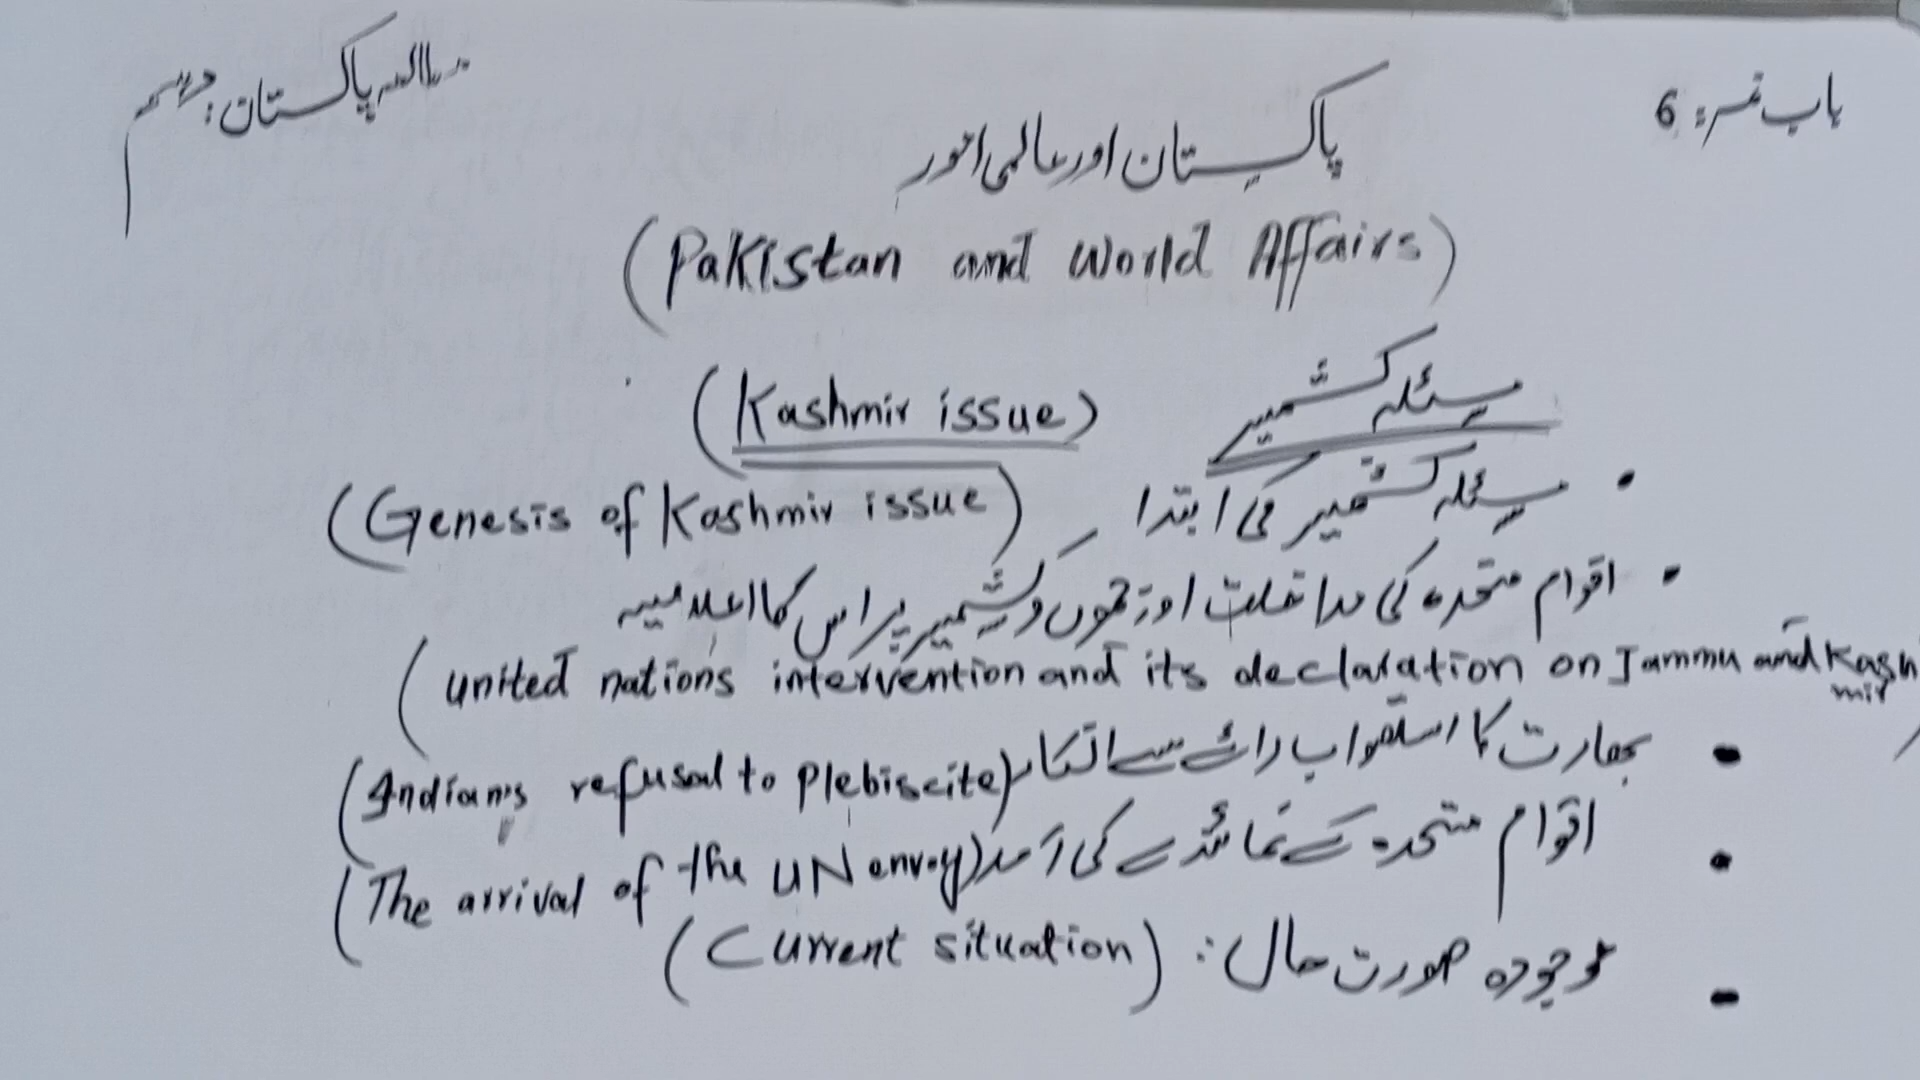 باب نمبر: 6
مطالعہ پاکستان: دہم
پاکستان اور عالمی امور
(Pakistan and World Affairs)
مسئلہ کشمیر (Kashmir issue)
• مسئلہ کشمیر کی ابتدا (Genesis of Kashmir issue)
• اقوام متحدہ کی مداخلت اور جموں و کشمیر پر اس کا اعلامیہ
(United nations intervention and its declaration on Jammu and Kashmir)
• بھارت کا استصواب رائے سے انکار (Indian's refusal to Plebiscite)
• اقوام متحدہ کے نمائندے کی آمد (The arrival of the UN envoy)
• موجودہ صورت حال: (Current situation)